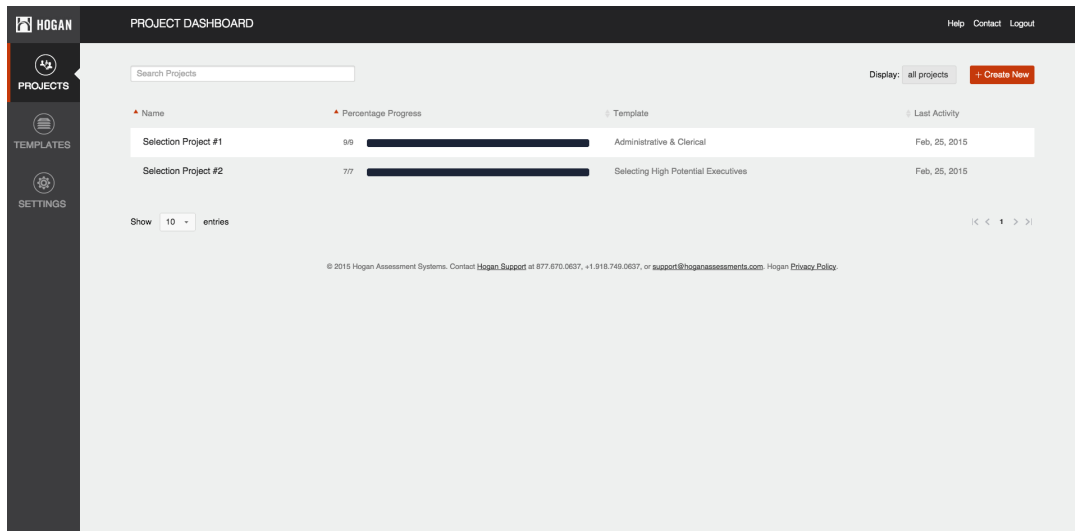 HOGAN
PROJECT DASHBOARD
Help Contact Logout
PROJECTS
TEMPLATES
SETTINGS
Search Projects
Display: all projects + Create New
Name Percentage Progress Template Last Activity
Selection Project #1 9/9 Administrative & Clerical Feb, 25, 2015
Selection Project #2 7/7 Selecting High Potential Executives Feb, 25, 2015
Show 10 entries
1
© 2015 Hogan Assessment Systems. Contact Hogan Support at 877.670.0637, +1.918.749.0637, or support@hoganassessments.com. Hogan Privacy Policy.